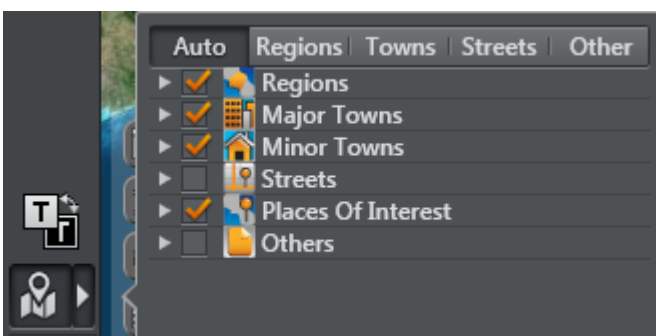 Auto Regions Towns Streets Other
Regions
Major Towns
Minor Towns
Streets
Places Of Interest
Others
T
T